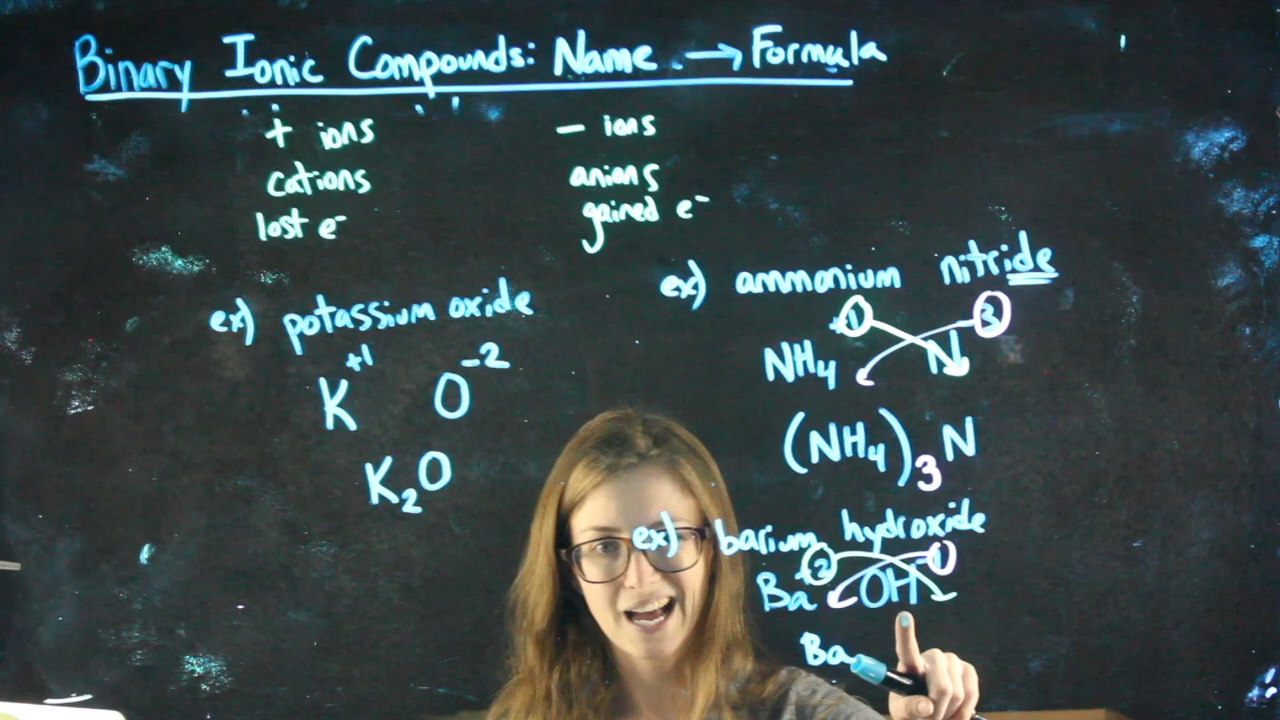 Binary Ionic Compounds: Name → Formula
+ ions
cations
lost e⁻
− ions
anions
gained e⁻
ex) potassium oxide
K⁺¹ O⁻²
K₂O
ex) ammonium nitride
NH₄ +1 N 3
(NH₄)₃N
ex) barium hydroxide
Ba⁺² OH⁻¹
Ba